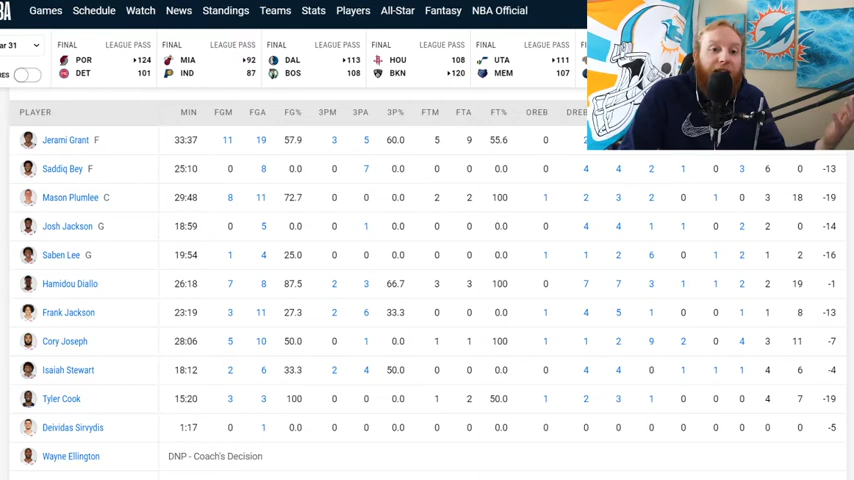 BA Games Schedule Watch News Standings Teams Stats Players All-Star Fantasy NBA Official
ar 31
RES
FINAL LEAGUE PASS
POR 124
DET 101
FINAL LEAGUE PASS
MIA 92
IND 87
FINAL LEAGUE PASS
DAL 113
BOS 108
FINAL LEAGUE PASS
HOU 108
BKN 120
FINAL LEAGUE PASS
UTA 111
MEM 107
PLAYER MIN FGM FGA FG% 3PM 3PA 3P% FTM FTA FT% OREB DREB
Jerami Grant F 33:37 11 19 57.9 3 5 60.0 5 9 55.6 0
Saddiq Bey F 25:10 0 8 0.0 0 7 0.0 0 0 0.0 0 4 4 2 1 0 3 6 0 -13
Mason Plumlee C 29:48 8 11 72.7 0 0 0.0 2 2 100 1 2 3 2 0 1 0 3 18 -19
Josh Jackson G 18:59 0 5 0.0 0 1 0.0 0 0 0.0 0 4 4 1 1 0 2 2 0 -14
Saben Lee G 19:54 1 4 25.0 0 0 0.0 0 0 0.0 1 1 2 6 0 1 2 1 2 -16
Hamidou Diallo 26:18 7 8 87.5 2 3 66.7 3 3 100 0 7 7 3 1 1 2 2 19 -1
Frank Jackson 23:19 3 11 27.3 2 6 33.3 0 0 0.0 1 4 5 1 0 0 1 1 8 -13
Cory Joseph 28:06 5 10 50.0 0 1 0.0 1 1 100 1 1 2 9 2 0 4 3 11 -7
Isaiah Stewart 18:12 2 6 33.3 2 4 50.0 0 0 0.0 0 4 4 0 1 1 1 4 6 -4
Tyler Cook 15:20 3 3 100 0 0 0.0 1 2 50.0 1 2 3 1 0 0 0 4 7 -19
Deividas Sirvydis 1:17 0 1 0.0 0 0 0.0 0 0 0.0 0 0 0 0 0 0 0 0 0 -5
Wayne Ellington DNP - Coach's Decision